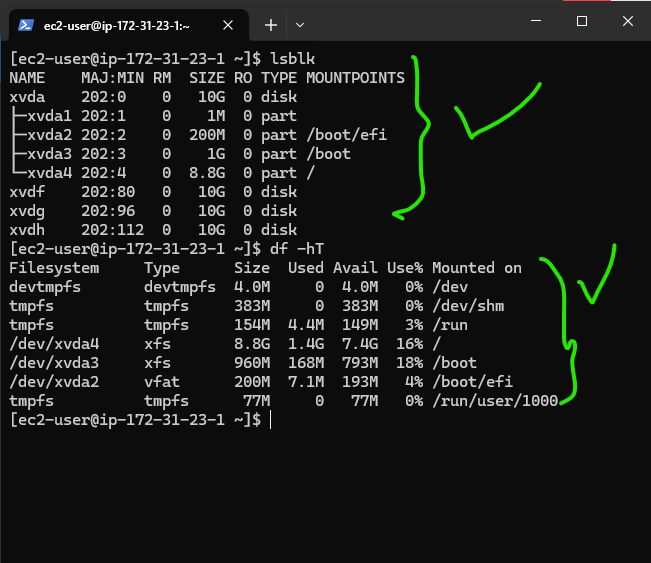 ec2-user@ip-172-31-23-1:~
[ec2-user@ip-172-31-23-1 ~]$ lsblk
NAME    MAJ:MIN RM  SIZE RO TYPE MOUNTPOINTS
xvda    202:0    0   10G  0 disk
├─xvda1 202:1    0    1M  0 part
├─xvda2 202:2    0  200M  0 part /boot/efi
├─xvda3 202:3    0    1G  0 part /boot
└─xvda4 202:4    0  8.8G  0 part /
xvdf    202:80   0   10G  0 disk
xvdg    202:96   0   10G  0 disk
xvdh    202:112  0   10G  0 disk
[ec2-user@ip-172-31-23-1 ~]$ df -hT
Filesystem     Type      Size  Used Avail Use% Mounted on
devtmpfs       devtmpfs  4.0M     0  4.0M   0% /dev
tmpfs          tmpfs     383M     0  383M   0% /dev/shm
tmpfs          tmpfs     154M  4.4M  149M   3% /run
/dev/xvda4     xfs       8.8G  1.4G  7.4G  16% /
/dev/xvda3     xfs       960M  168M  793M  18% /boot
/dev/xvda2     vfat      200M  7.1M  193M   4% /boot/efi
tmpfs          tmpfs      77M     0   77M   0% /run/user/1000
[ec2-user@ip-172-31-23-1 ~]$